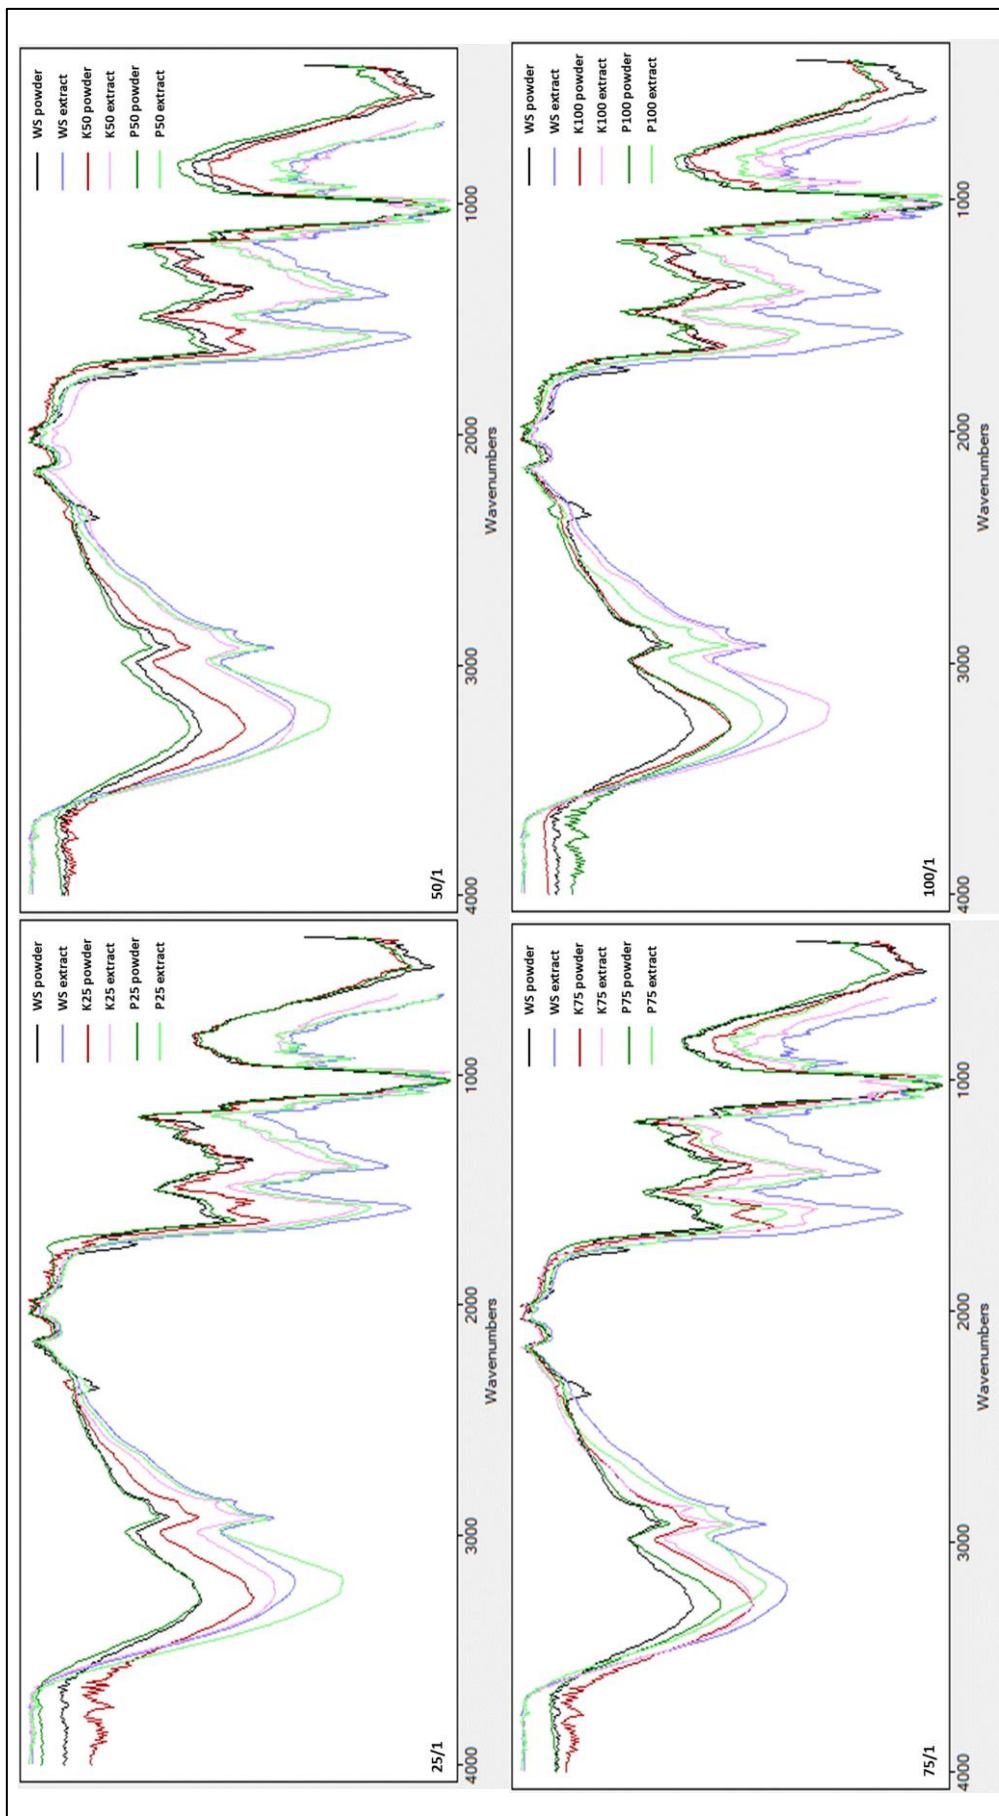 WS powder
WS extract
K25 powder
K25 extract
P25 powder
P25 extract
25/1
4000 3000 2000 1000
Wavenumbers
WS powder
WS extract
K50 powder
K50 extract
P50 powder
P50 extract
50/1
4000 3000 2000 1000
Wavenumbers
WS powder
WS extract
K75 powder
K75 extract
P75 powder
P75 extract
75/1
4000 3000 2000 1000
Wavenumbers
WS powder
WS extract
K100 powder
K100 extract
P100 powder
P100 extract
100/1
4000 3000 2000 1000
Wavenumbers